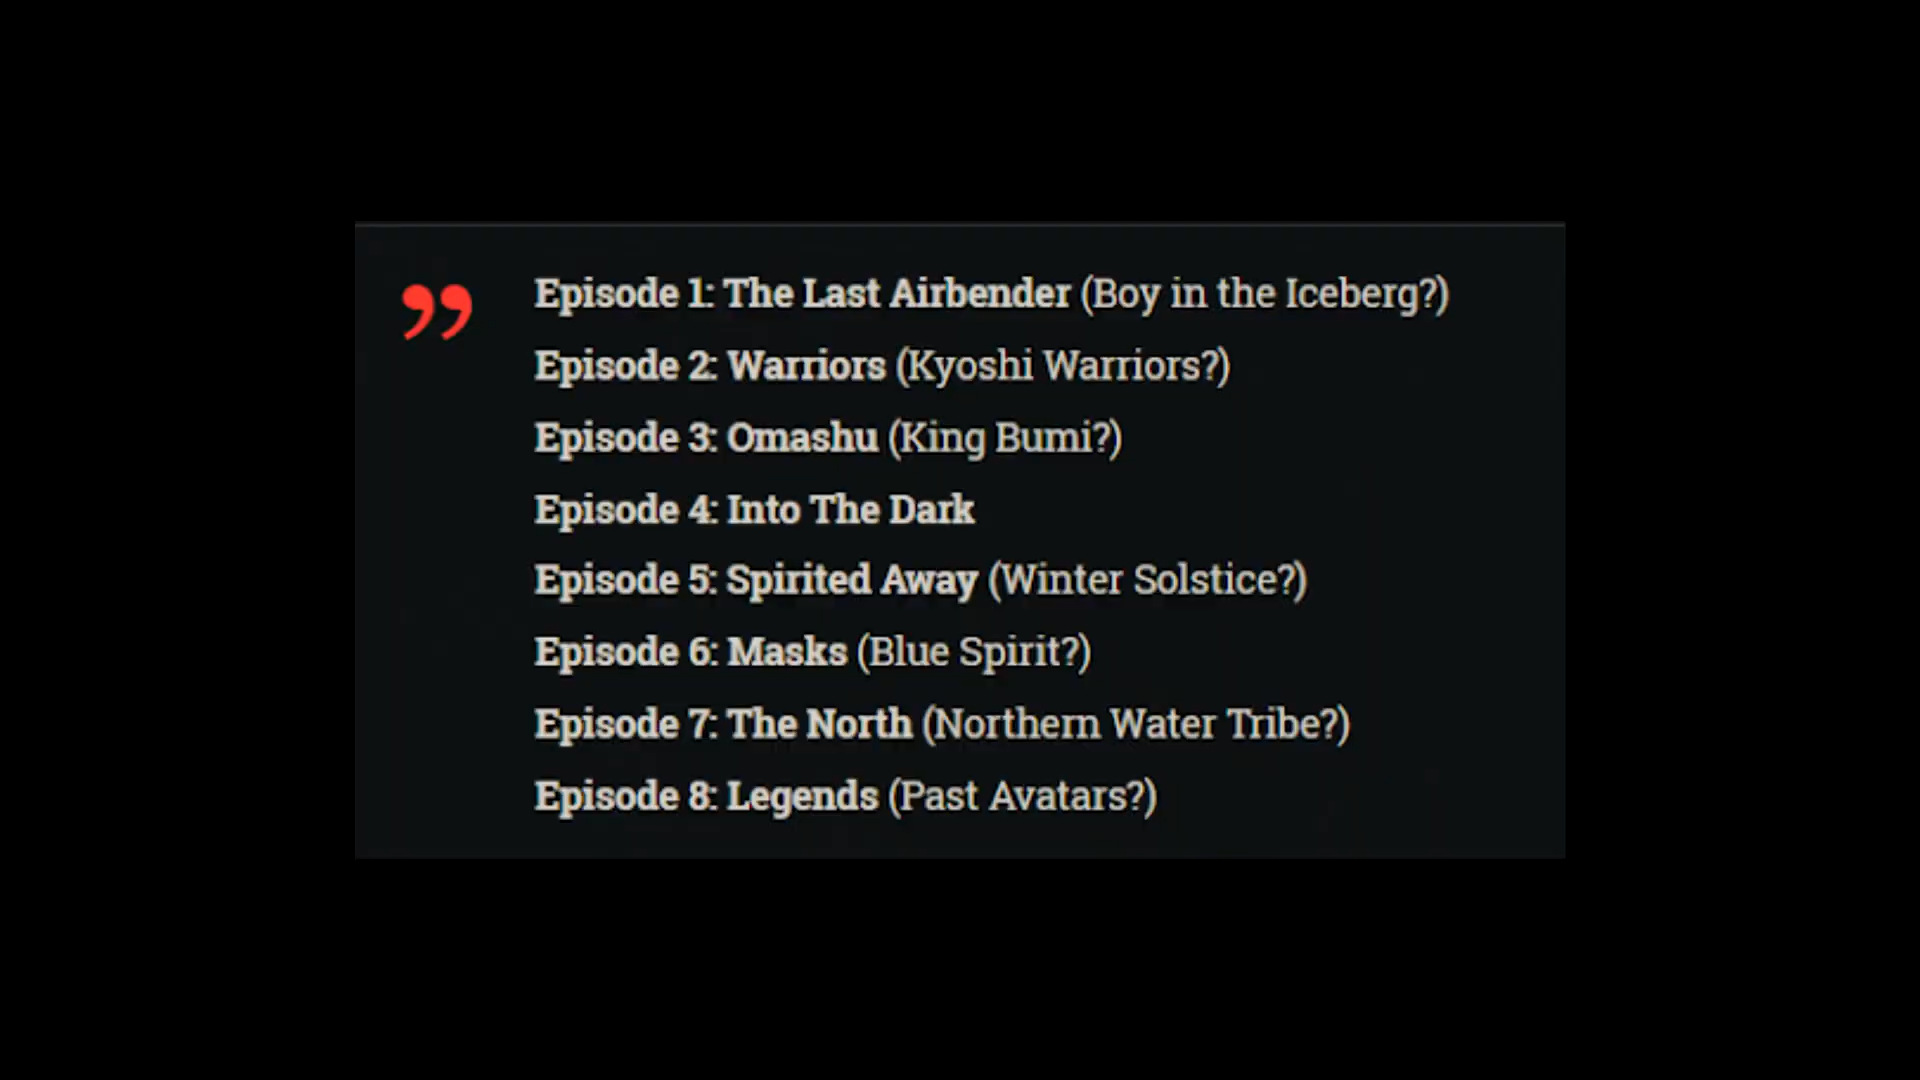 Episode 1: The Last Airbender (Boy in the Iceberg?)
Episode 2: Warriors (Kyoshi Warriors?)
Episode 3: Omashu (King Bumi?)
Episode 4: Into The Dark
Episode 5: Spirited Away (Winter Solstice?)
Episode 6: Masks (Blue Spirit?)
Episode 7: The North (Northern Water Tribe?)
Episode 8: Legends (Past Avatars?)